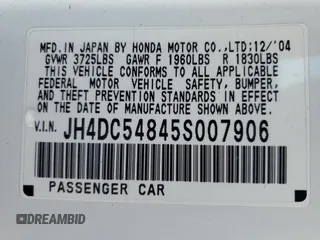 MFD. IN JAPAN BY HONDA MOTOR CO.,LTD;12/'04
GVWR 3725LBS GAWR F 1960LBS R 1830LBS
THIS VEHICLE CONFORMS TO ALL APPLICABLE
FEDERAL MOTOR VEHICLE SAFETY, BUMPER,
AND THEFT PREVENTION STANDARDS IN EFFECT
ON THE DATE OF MANUFACTURE SHOWN ABOVE.
V.I.N. JH4DC54845S007906
PASSENGER CAR
© DREAMBID